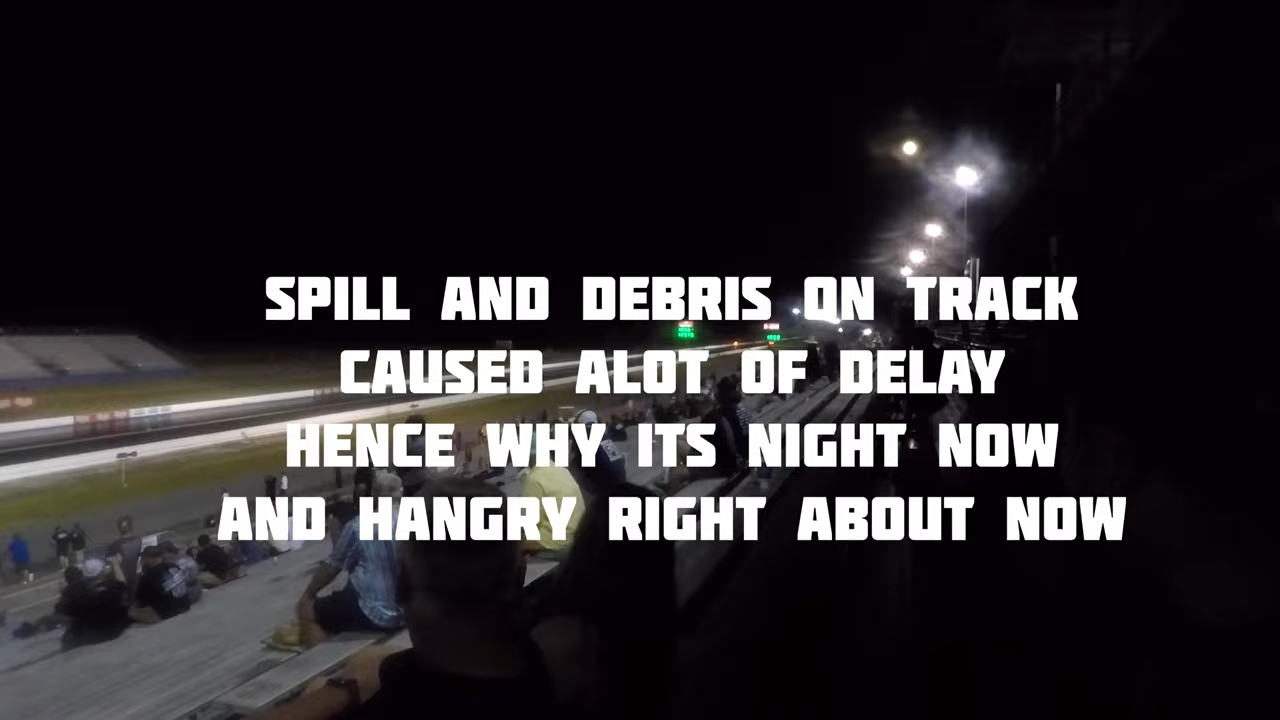 SPILL AND DEBRIS ON TRACK
CAUSED ALOT OF DELAY
HENCE WHY ITS NIGHT NOW
AND HANGRY RIGHT ABOUT NOW